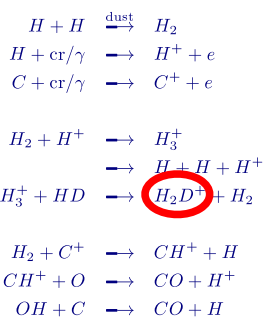 H + H dust→ H₂
H + cr/γ → H⁺ + e
C + cr/γ → C⁺ + e
H₂ + H⁺ → H₃⁺
→ H + H + H⁺
H₃⁺ + HD → H₂D⁺ + H₂
H₂ + C⁺ → CH⁺ + H
CH⁺ + O → CO + H⁺
OH + C → CO + H